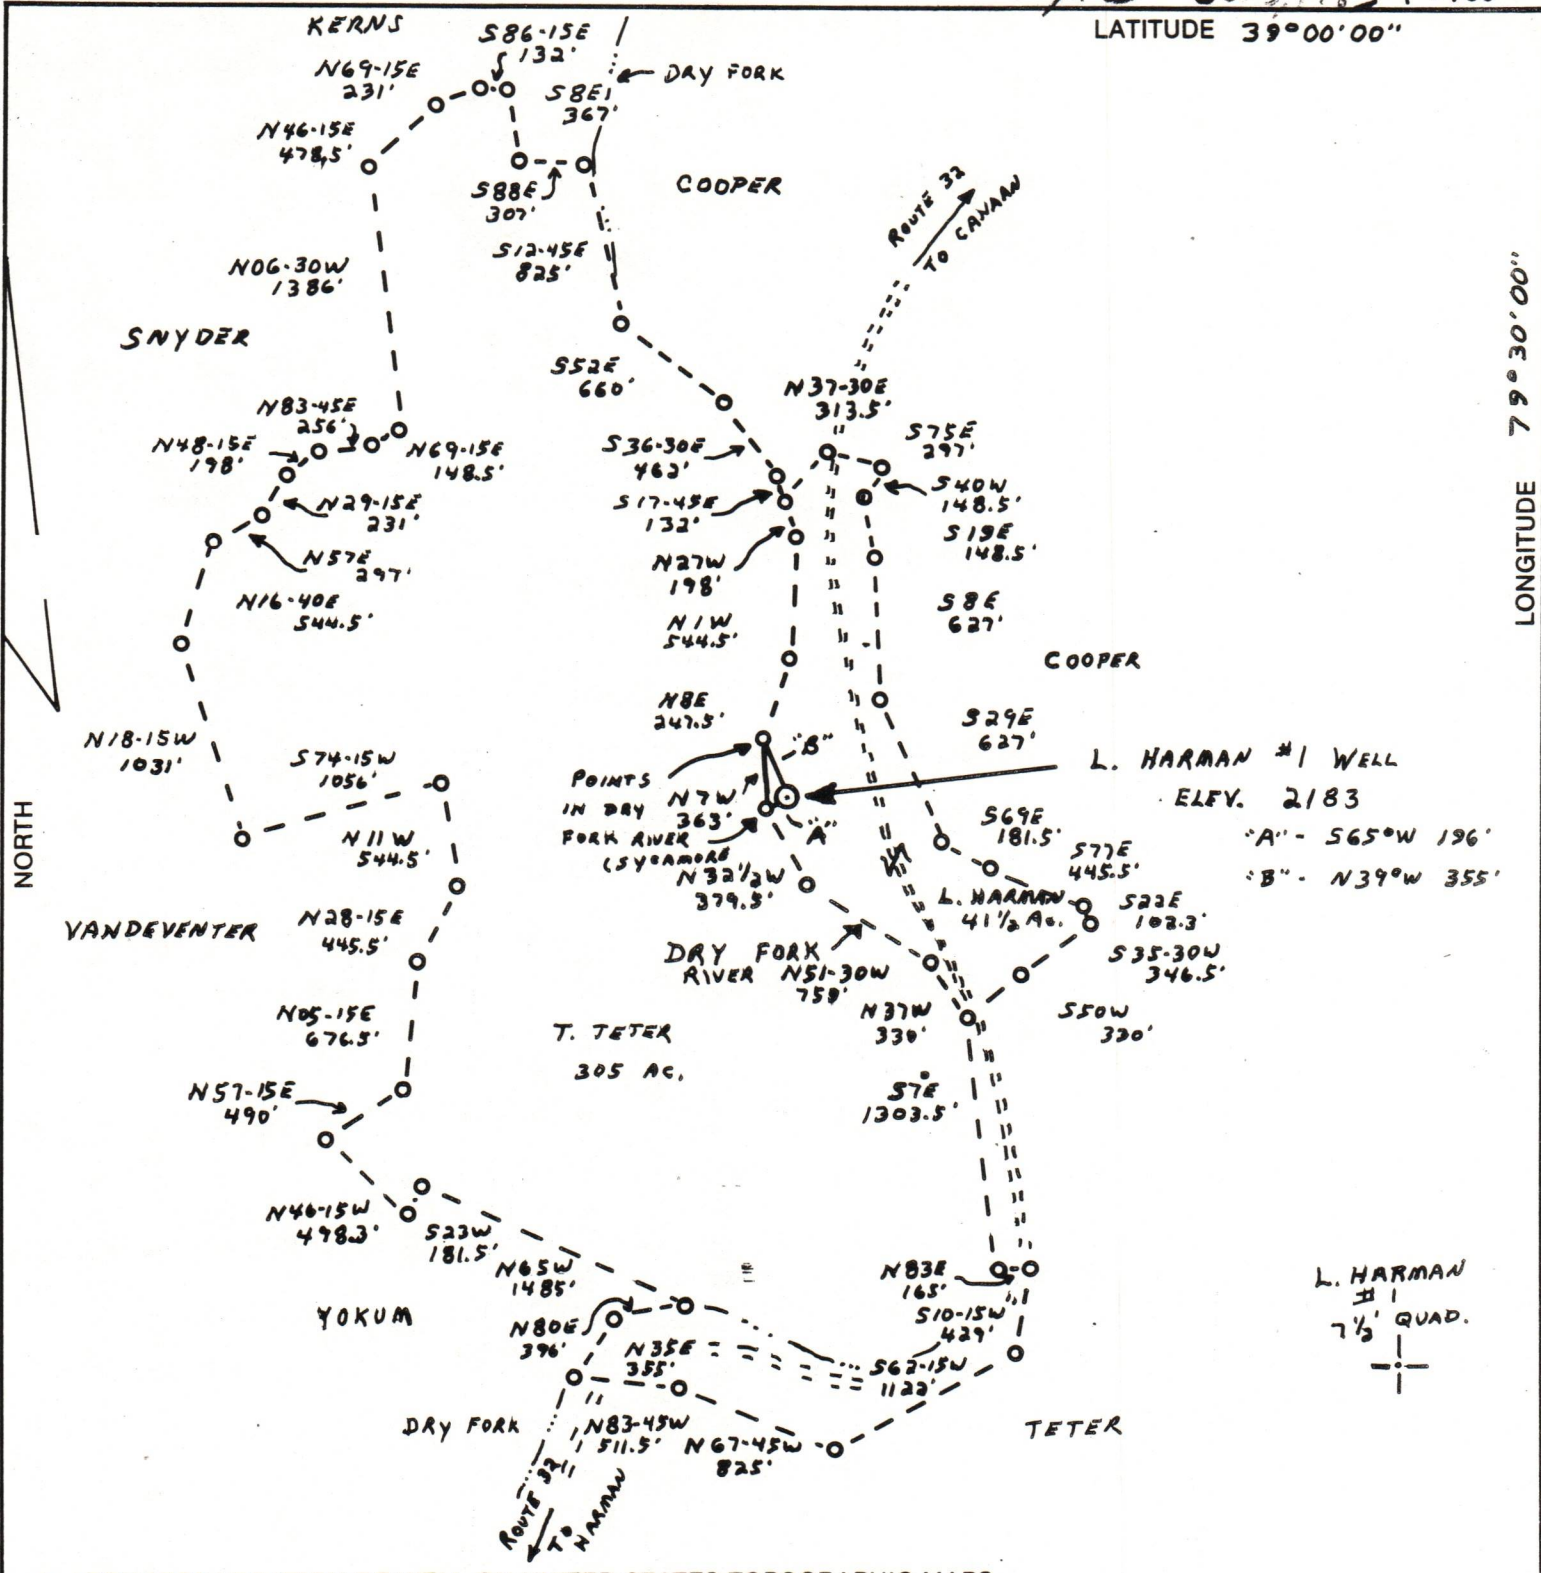 LATITUDE 39°00'00"
KERNS
S86-15E
132'
N69-15E
231'
DRY FORK
S8E
367'
N46-15E
478.5'
S88E
307'
COOPER
ROUTE 32
TO CANAAN
S12-45E
825'
N06-30W
1386'
SNYDER
LONGITUDE 79°30'00"
S52E
660'
N37-30E
313.5'
N83-45E
256'
N48-15E
198'
N69-15E
148.5'
S36-30E
462'
S75E
297'
S40W
148.5'
S17-45E
132'
N29-15E
231'
S19E
148.5'
N57E
297'
N27W
198'
N16-40E
544.5'
S8E
627'
N1W
544.5'
COOPER
N8E
247.5'
S29E
627'
N18-15W
1031'
S74-15W
1056'
"B"
L. HARMAN #1 WELL
ELEV. 2183
POINTS
IN DRY
FORK RIVER
(SYCAMORE
N7W
363'
"A"
"A" - S65°W 196'
"B" - N39°W 355'
NORTH
N11W
544.5'
S69E
181.5'
S77E
445.5'
N32½W
379.5'
L. HARMAN
41½ Ac.
S22E
102.3'
VANDEVENTER
N28-15E
445.5'
DRY FORK
RIVER
N51-30W
759'
S35-30W
346.5'
N05-15E
676.5'
T. TETER
305 AC.
N37W
330'
S50W
330'
N57-15E
490'
S7°E
1303.5'
N46-15W
498.3'
S23W
181.5'
N65W
1485'
N83E
165'
L. HARMAN
#1
7½' QUAD.
YOKUM
N80E
396'
S10-15W
429'
N35E
355'
S62-15W
1122'
DRY FORK
N83-45W
511.5'
N67-45W
825'
TETER
ROUTE 32
TO HARMAN